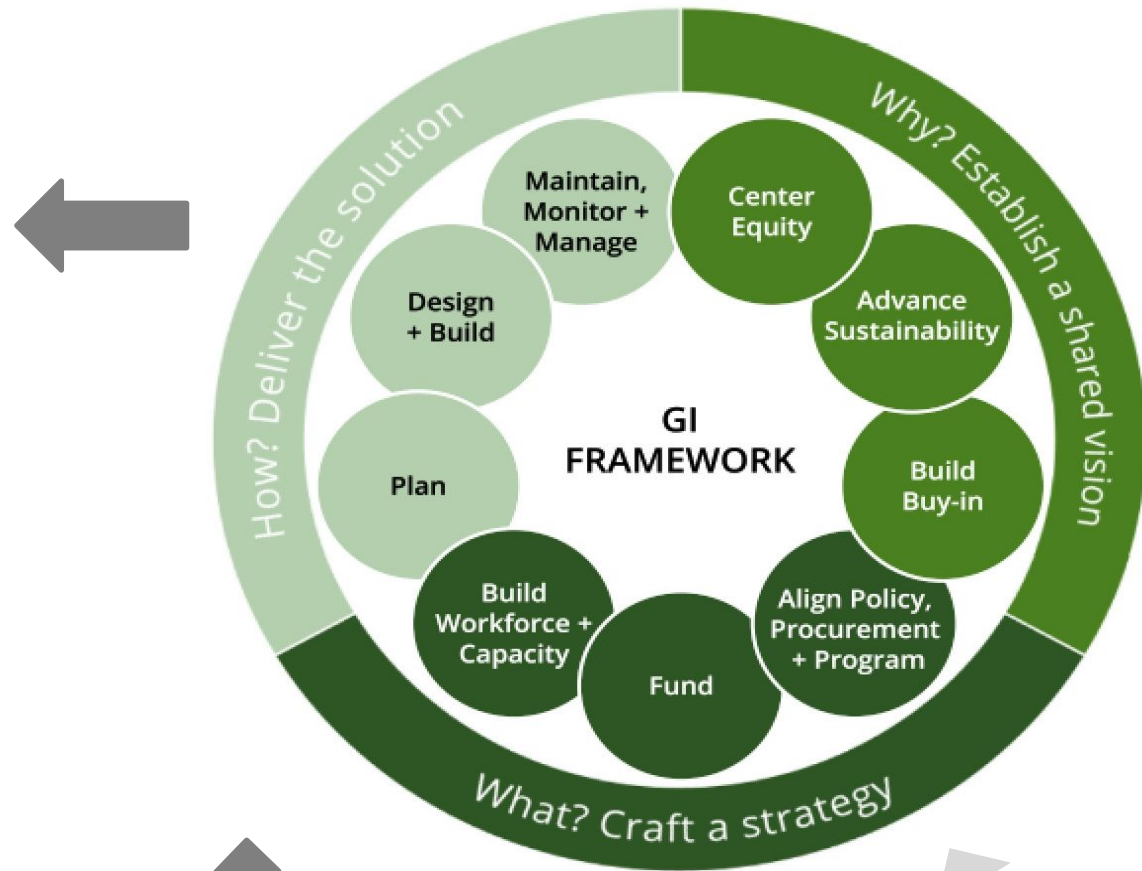 Why? Establish a shared vision
Center
Equity
Advance
Sustainability
Build
Buy-in
What? Craft a strategy
Align Policy,
Procurement
+ Program
Fund
Build
Workforce +
Capacity
How? Deliver the solution
Plan
Design
+ Build
Maintain,
Monitor +
Manage
GI
FRAMEWORK